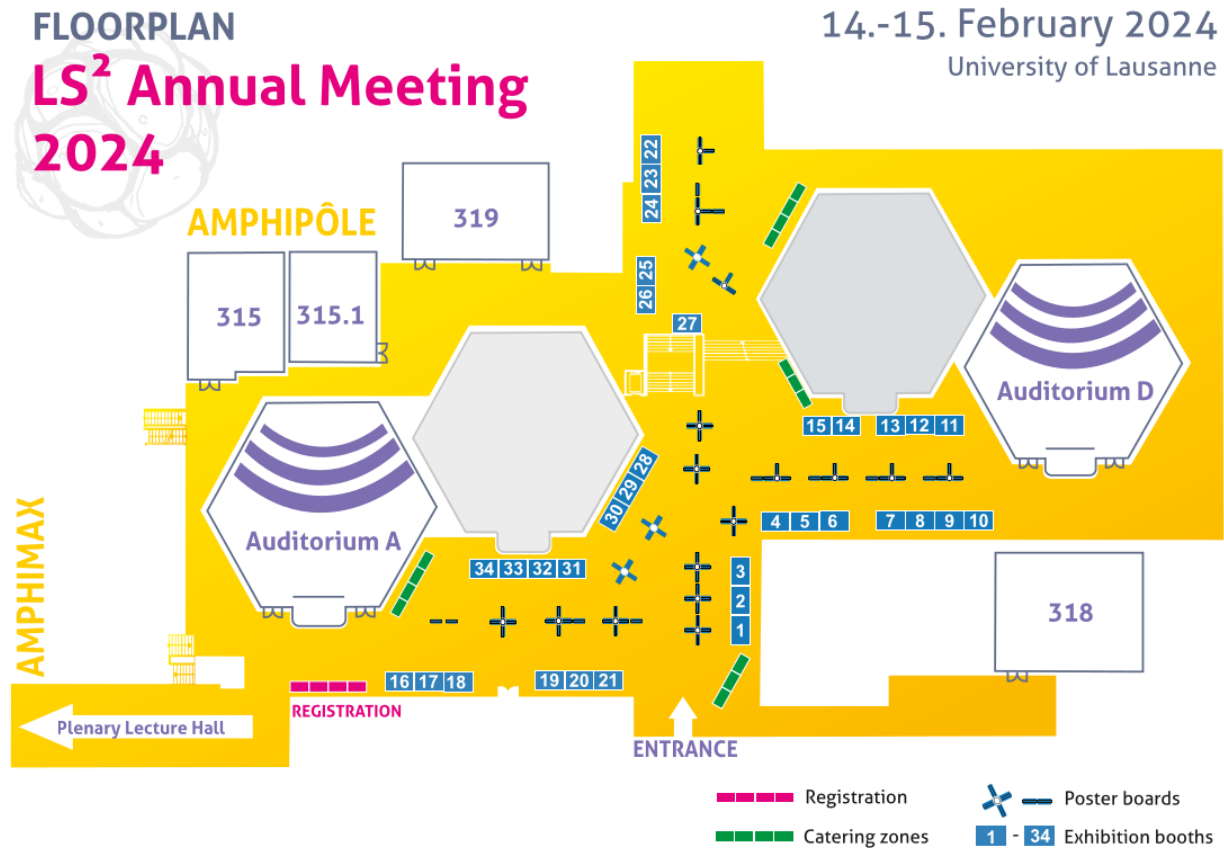 FLOORPLAN
LS² Annual Meeting
2024
14.-15. February 2024
University of Lausanne
AMPHIPÔLE
319
315
315.1
22
23
24
25
26
27
Auditorium D
15 14 13 12 11
28
29
30
4 5 6 7 8 9 10
Auditorium A
34 33 32 31
3
2
1
318
AMPHIMAX
16 17 18 19 20 21
REGISTRATION
Plenary Lecture Hall
ENTRANCE
Registration
Poster boards
Catering zones
1 - 34 Exhibition booths